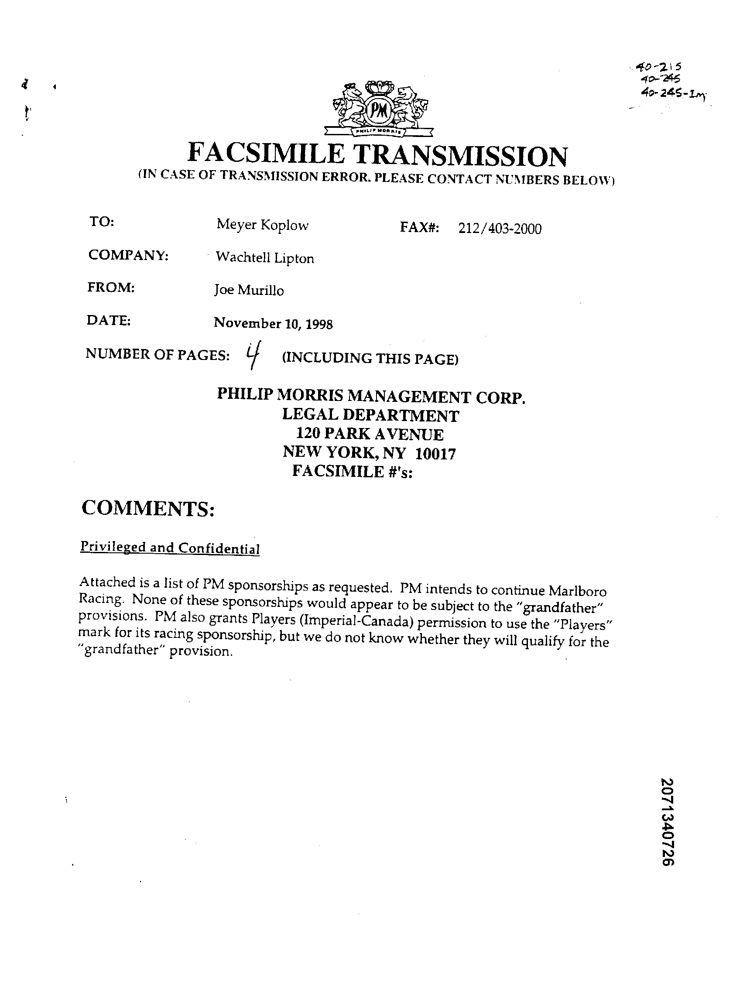 40-215
40-245
40-245-Im
PM
PHILIP MORRIS
FACSIMILE TRANSMISSION
(IN CASE OF TRANSMISSION ERROR. PLEASE CONTACT NUMBERS BELOW)
TO: Meyer Koplow FAX#: 212/403-2000
COMPANY: Wachtell Lipton
FROM: Joe Murillo
DATE: November 10, 1998
NUMBER OF PAGES: 4 (INCLUDING THIS PAGE)
PHILIP MORRIS MANAGEMENT CORP.
LEGAL DEPARTMENT
120 PARK AVENUE
NEW YORK, NY 10017
FACSIMILE #'s:
COMMENTS:
Privileged and Confidential
Attached is a list of PM sponsorships as requested. PM intends to continue Marlboro
Racing. None of these sponsorships would appear to be subject to the "grandfather"
provisions. PM also grants Players (Imperial-Canada) permission to use the "Players"
mark for its racing sponsorship, but we do not know whether they will qualify for the
"grandfather" provision.
2071340726